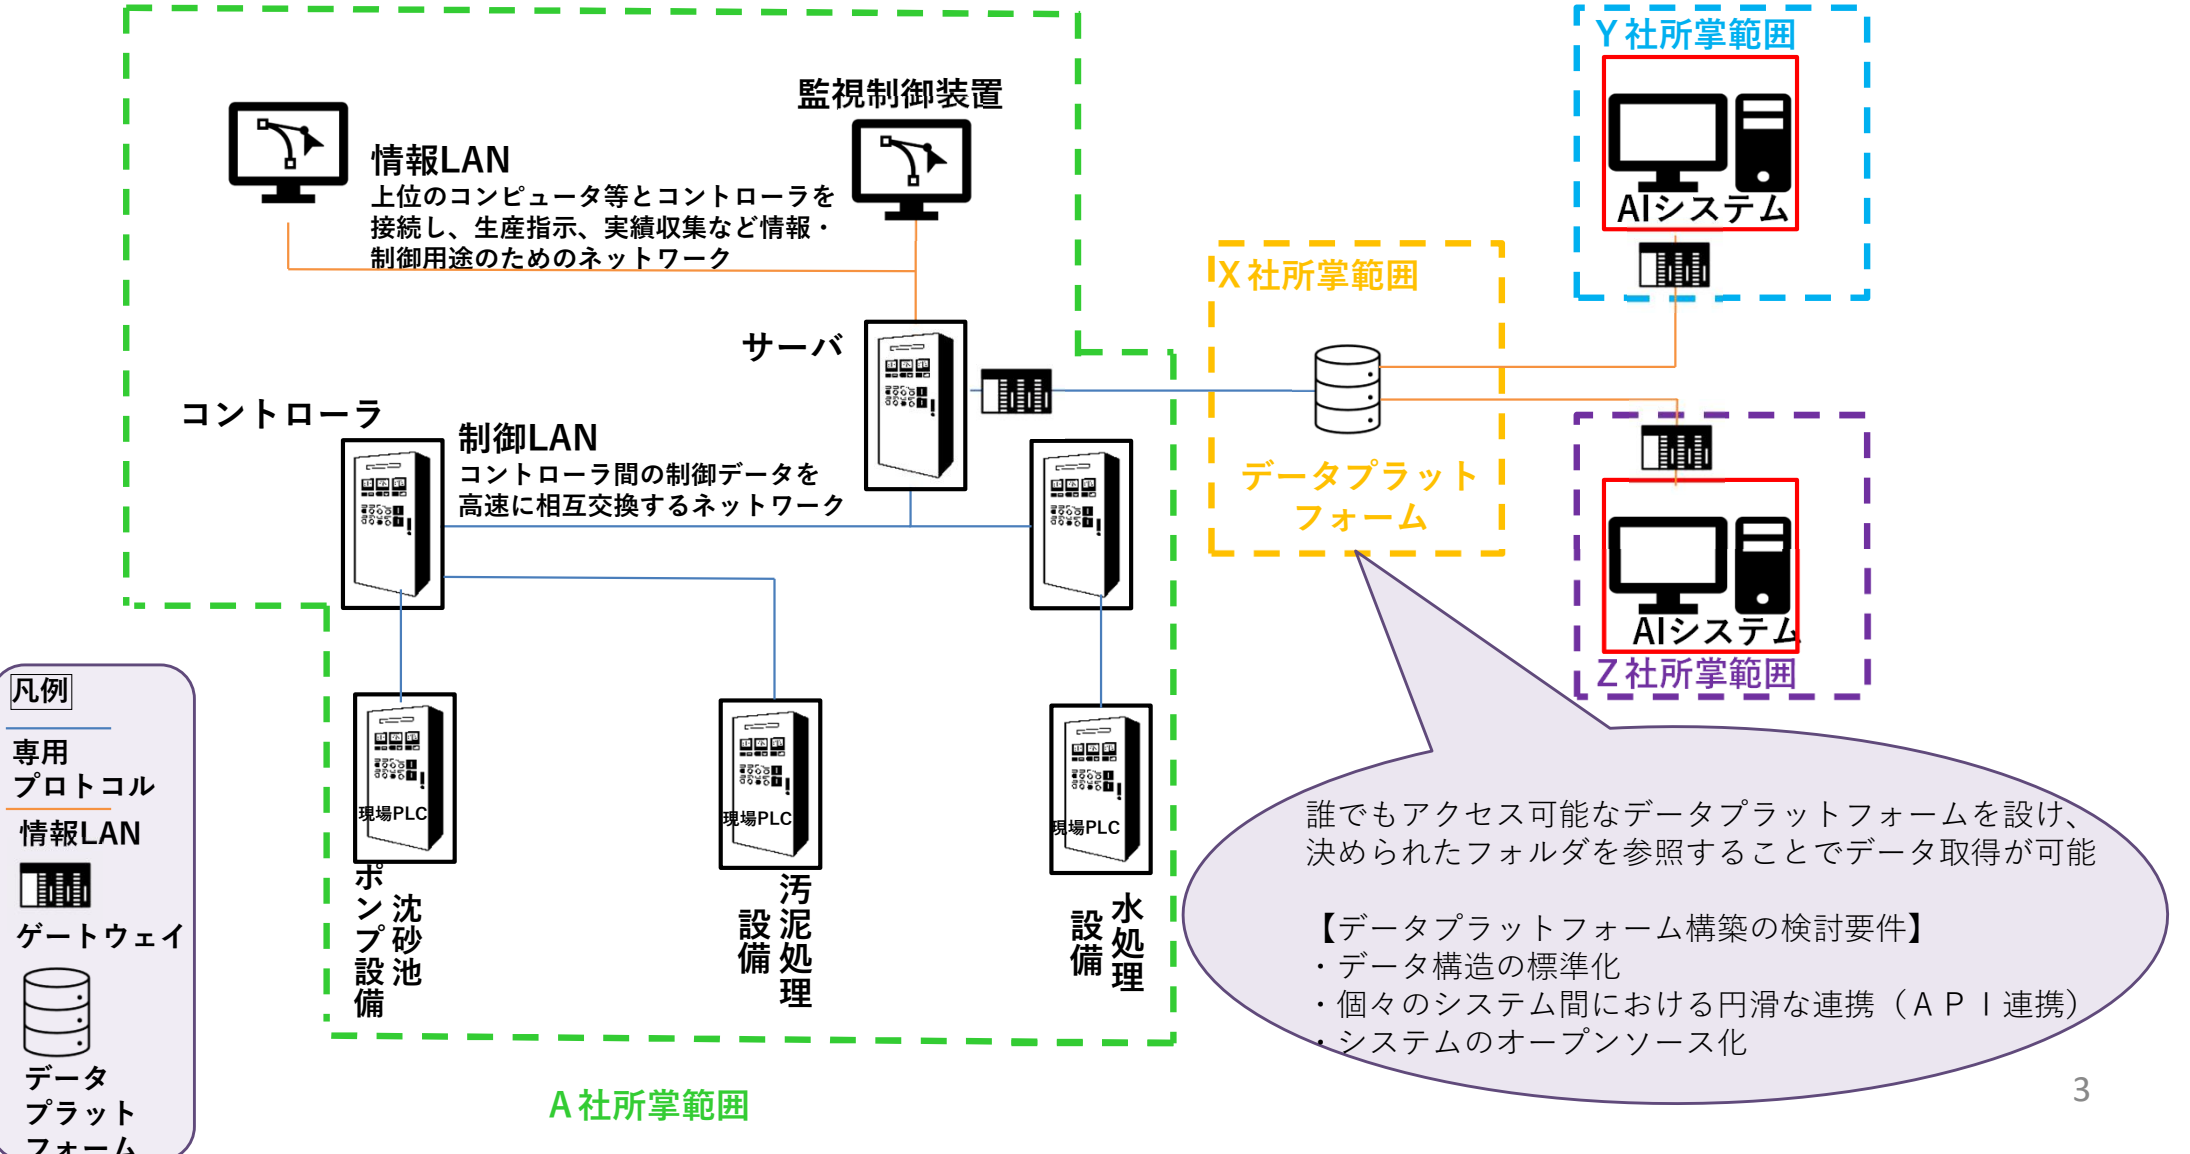 監視制御装置
情報LAN
上位のコンピュータ等とコントローラを
接続し、生産指示、実績収集など情報・
制御用途のためのネットワーク
サーバ
コントローラ
制御LAN
コントローラ間の制御データを
高速に相互交換するネットワーク
現場PLC
現場PLC
現場PLC
沈砂池
ポンプ設備
汚泥処理
設備
水処理
設備
A社所掌範囲
X社所掌範囲
データプラット
フォーム
Y社所掌範囲
AIシステム
AIシステム
Z社所掌範囲
誰でもアクセス可能なデータプラットフォームを設け、
決められたフォルダを参照することでデータ取得が可能
【データプラットフォーム構築の検討要件】
・データ構造の標準化
・個々のシステム間における円滑な連携（ＡＰＩ連携）
・システムのオープンソース化
凡例
専用
プロトコル
情報LAN
ゲートウェイ
データ
プラット
フォーム
3